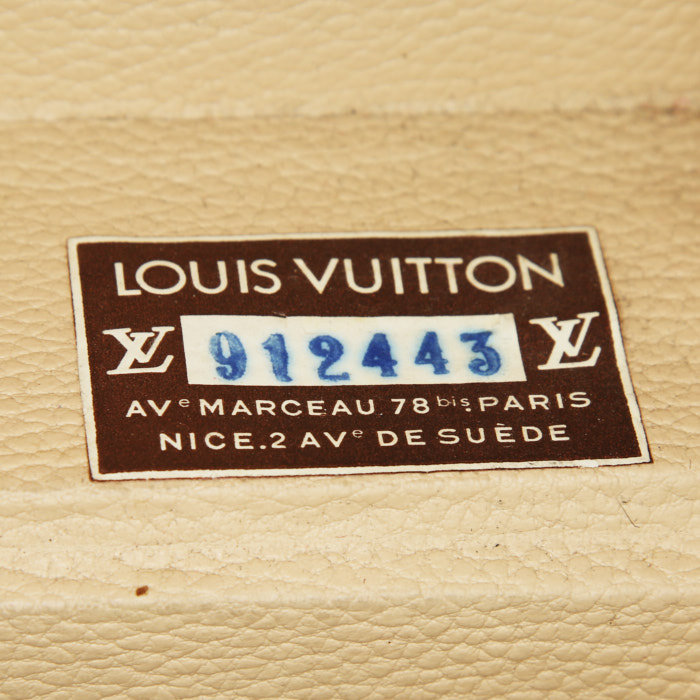 LOUIS VUITTON
LV 912443 LV
AVe MARCEAU.78bis.PARIS
NICE.2 AVe DE SUÈDE